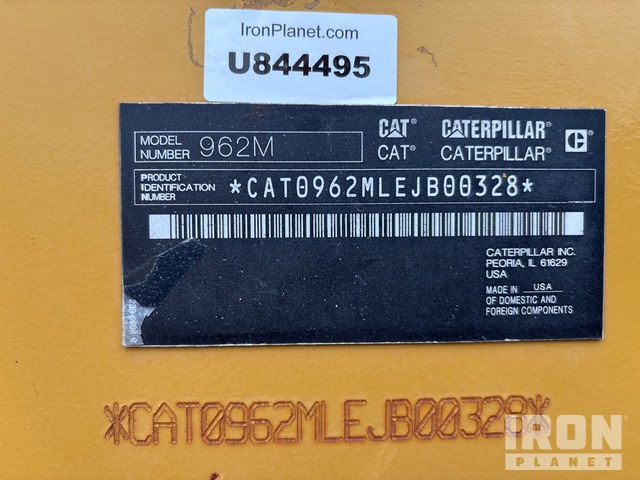 IronPlanet.com
U844495
MODEL NUMBER 962M
CAT CATERPILLAR C
CAT® CATERPILLAR®
PRODUCT IDENTIFICATION NUMBER *CAT0962MLEJB00328*
CATERPILLAR INC.
PEORIA, IL 61629
USA
MADE IN USA
OF DOMESTIC AND
FOREIGN COMPONENTS
*CAT0962MLEJB00328*
IRON
PLANET